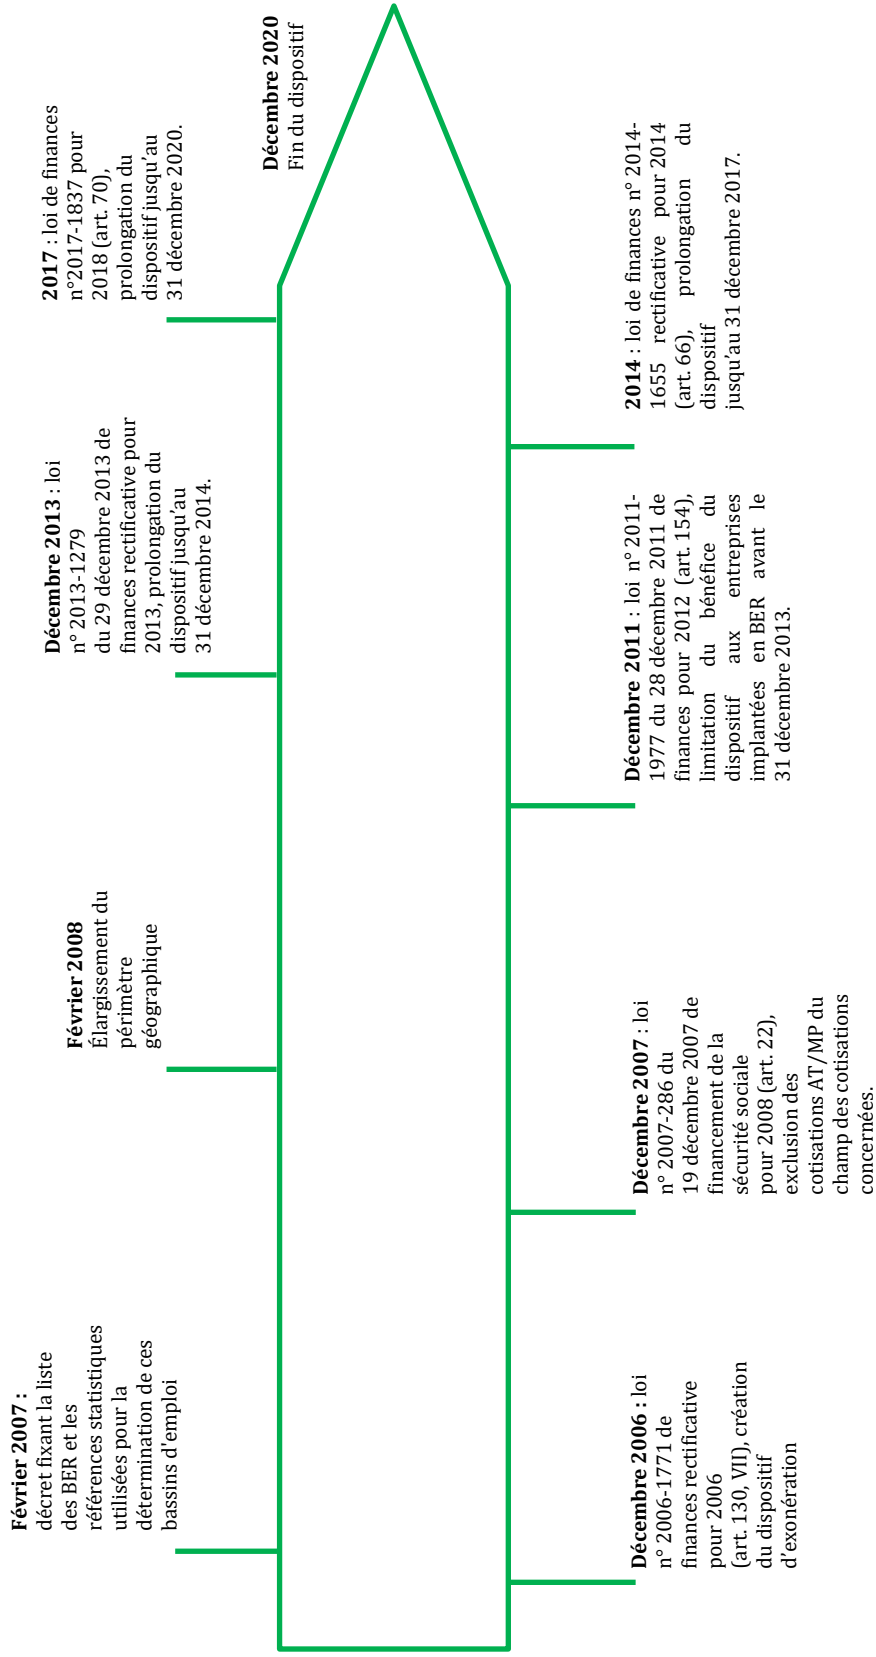 Février 2007 :
décret fixant la liste
des BER et les
références statistiques
utilisées pour la
détermination de ces
bassins d'emploi
Février 2008
Élargissement du
périmètre
géographique
Décembre 2013 : loi
n° 2013-1279
du 29 décembre 2013 de
finances rectificative pour
2013, prolongation du
dispositif jusqu'au
31 décembre 2014.
2017 : loi de finances
n°2017-1837 pour
2018 (art. 70),
prolongation du
dispositif jusqu'au
31 décembre 2020.
Décembre 2020
Fin du dispositif
Décembre 2006 : loi
n° 2006-1771 de
finances rectificative
pour 2006
(art. 130, VII), création
du dispositif
d'exonération
Décembre 2007 : loi
n° 2007-286 du
19 décembre 2007 de
financement de la
sécurité sociale
pour 2008 (art. 22),
exclusion des
cotisations AT/MP du
champ des cotisations
concernées.
Décembre 2011 : loi n° 2011-
1977 du 28 décembre 2011 de
finances pour 2012 (art. 154),
limitation du bénéfice du
dispositif aux entreprises
implantées en BER avant le
31 décembre 2013.
2014 : loi de finances n° 2014-
1655 rectificative pour 2014
(art. 66), prolongation du
dispositif
jusqu'au 31 décembre 2017.